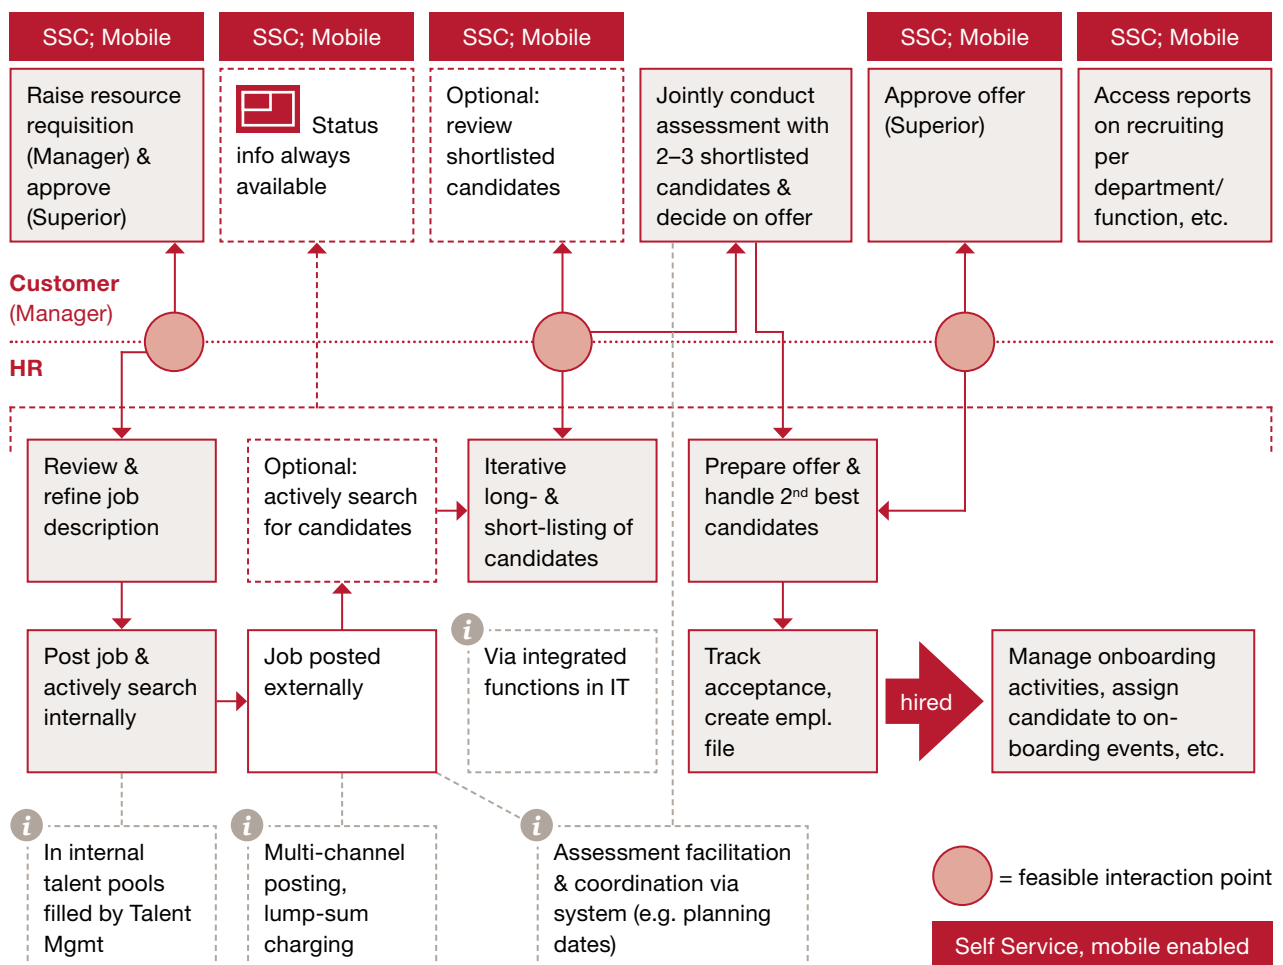 SSC; Mobile
SSC; Mobile
SSC; Mobile
SSC; Mobile
SSC; Mobile
Raise resource
requisition
(Manager) &
approve
(Superior)
Status
info always
available
Optional:
review
shortlisted
candidates
Jointly conduct
assessment with
2–3 shortlisted
candidates &
decide on offer
Approve offer
(Superior)
Access reports
on recruiting
per
department/
function, etc.
Customer
(Manager)
HR
Review &
refine job
description
Optional:
actively search
for candidates
Iterative
long- &
short-listing of
candidates
Prepare offer &
handle 2nd best
candidates
Post job &
actively search
internally
Job posted
externally
i
Via integrated
functions in IT
Track
acceptance,
create empl.
file
hired
Manage onboarding
activities, assign
candidate to on-
boarding events, etc.
i
In internal
talent pools
filled by Talent
Mgmt
i
Multi-channel
posting,
lump-sum
charging
i
Assessment facilitation
& coordination via
system (e.g. planning
dates)
= feasible interaction point
Self Service, mobile enabled